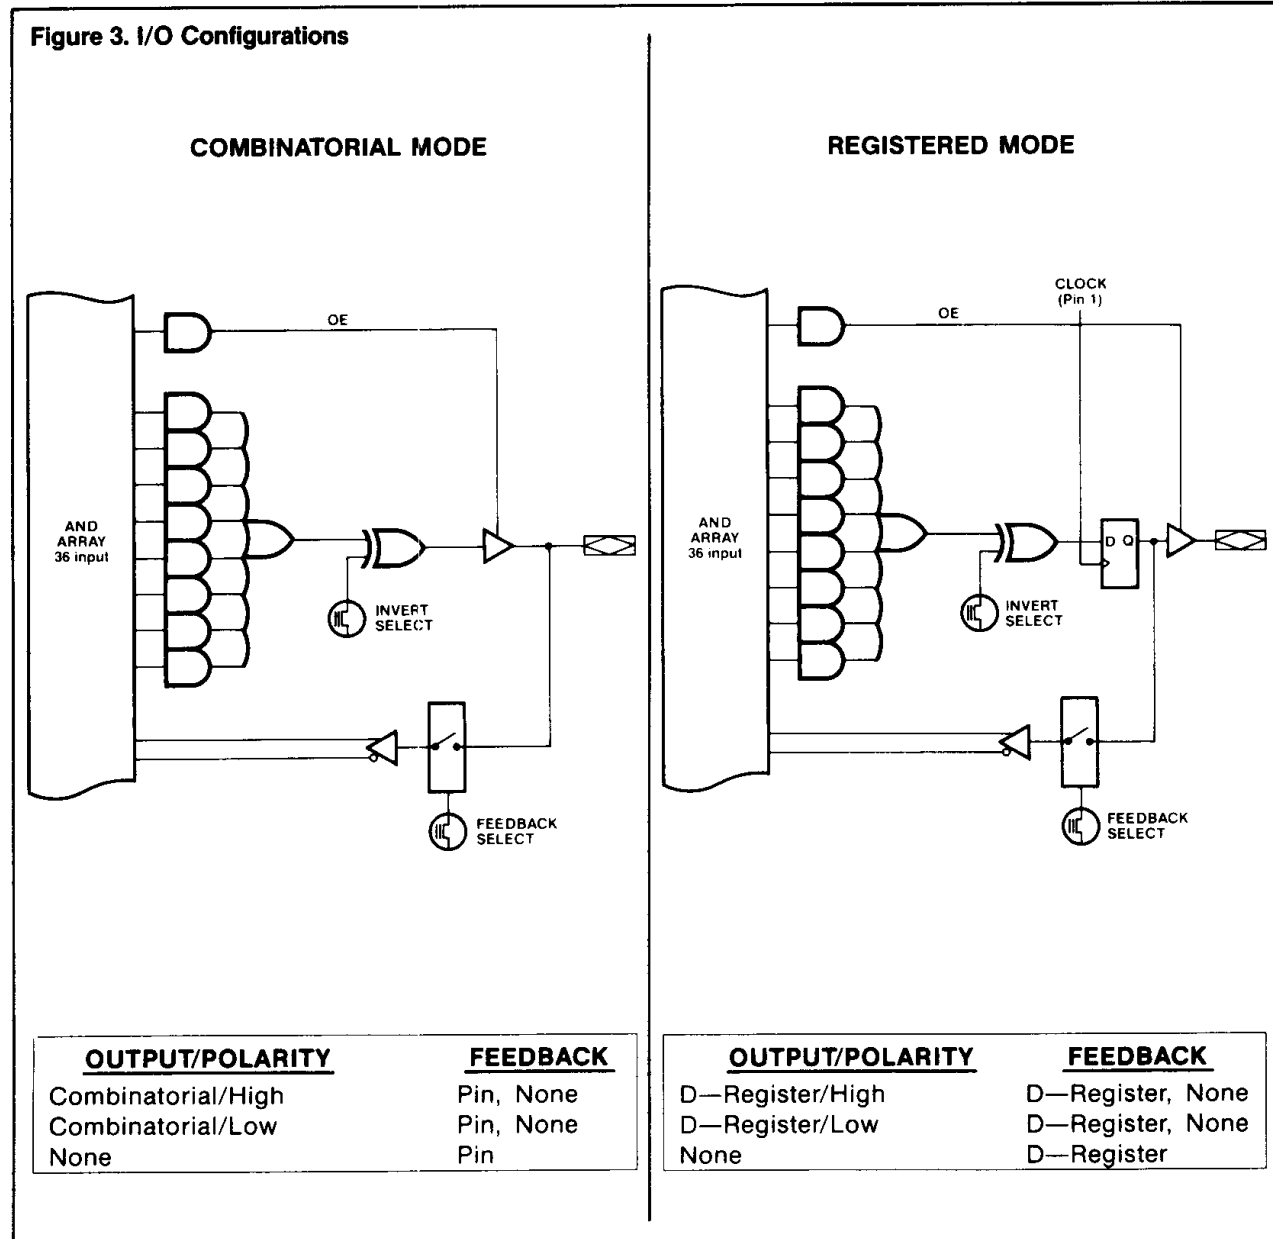 Figure 3. I/O Configurations
COMBINATORIAL MODE
OE
AND
ARRAY
36 input
INVERT
SELECT
FEEDBACK
SELECT
OUTPUT/POLARITY FEEDBACK
Combinatorial/High Pin, None
Combinatorial/Low Pin, None
None Pin
REGISTERED MODE
CLOCK
(Pin 1)
OE
AND
ARRAY
36 input
D Q
INVERT
SELECT
FEEDBACK
SELECT
OUTPUT/POLARITY FEEDBACK
D—Register/High D—Register, None
D—Register/Low D—Register, None
None D—Register